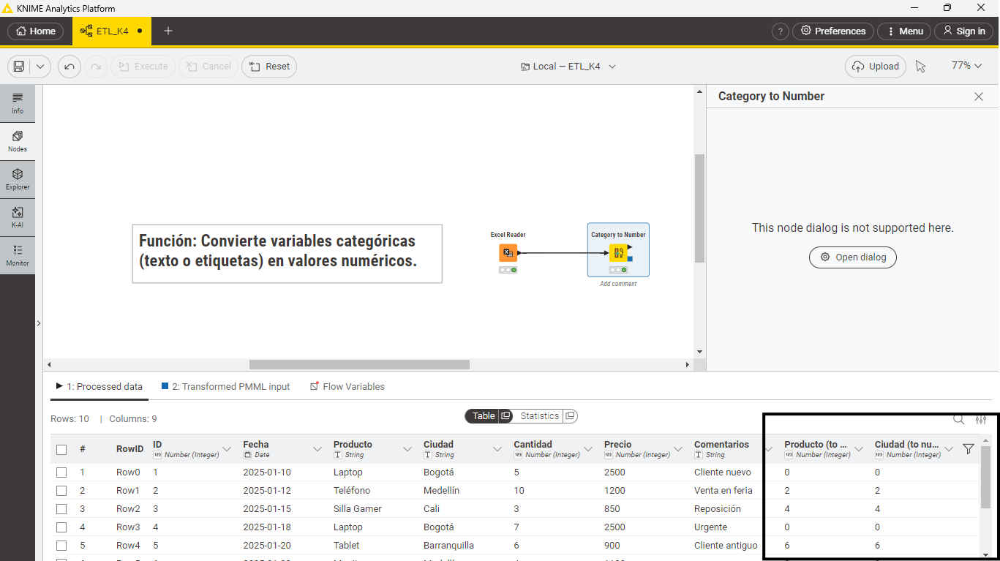 KNIME Analytics Platform
Home
ETL_K4
?
Preferences
Menu
Sign in
Execute
Cancel
Reset
Local — ETL_K4
Upload
77%
Info
Nodes
Explorer
K-AI
Monitor
Función: Convierte variables categóricas
(texto o etiquetas) en valores numéricos.
Excel Reader
Category to Number
Add comment
Category to Number
This node dialog is not supported here.
Open dialog
1: Processed data 2: Transformed PMML input Flow Variables
Rows: 10 | Columns: 9
Table Statistics
# RowID ID Fecha Producto Ciudad Cantidad Precio Comentarios Producto (to ... Ciudad (to nu...
Number (Integer) Date String String Number (Integer) Number (Integer) String Number (Integer) Number (Integer)
1 Row0 1 2025-01-10 Laptop Bogotá 5 2500 Cliente nuevo 0 0
2 Row1 2 2025-01-12 Teléfono Medellín 10 1200 Venta en feria 2 2
3 Row2 3 2025-01-15 Silla Gamer Cali 3 850 Reposición 4 4
4 Row3 4 2025-01-18 Laptop Bogotá 7 2500 Urgente 0 0
5 Row4 5 2025-01-20 Tablet Barranquilla 6 900 Cliente antiguo 6 6